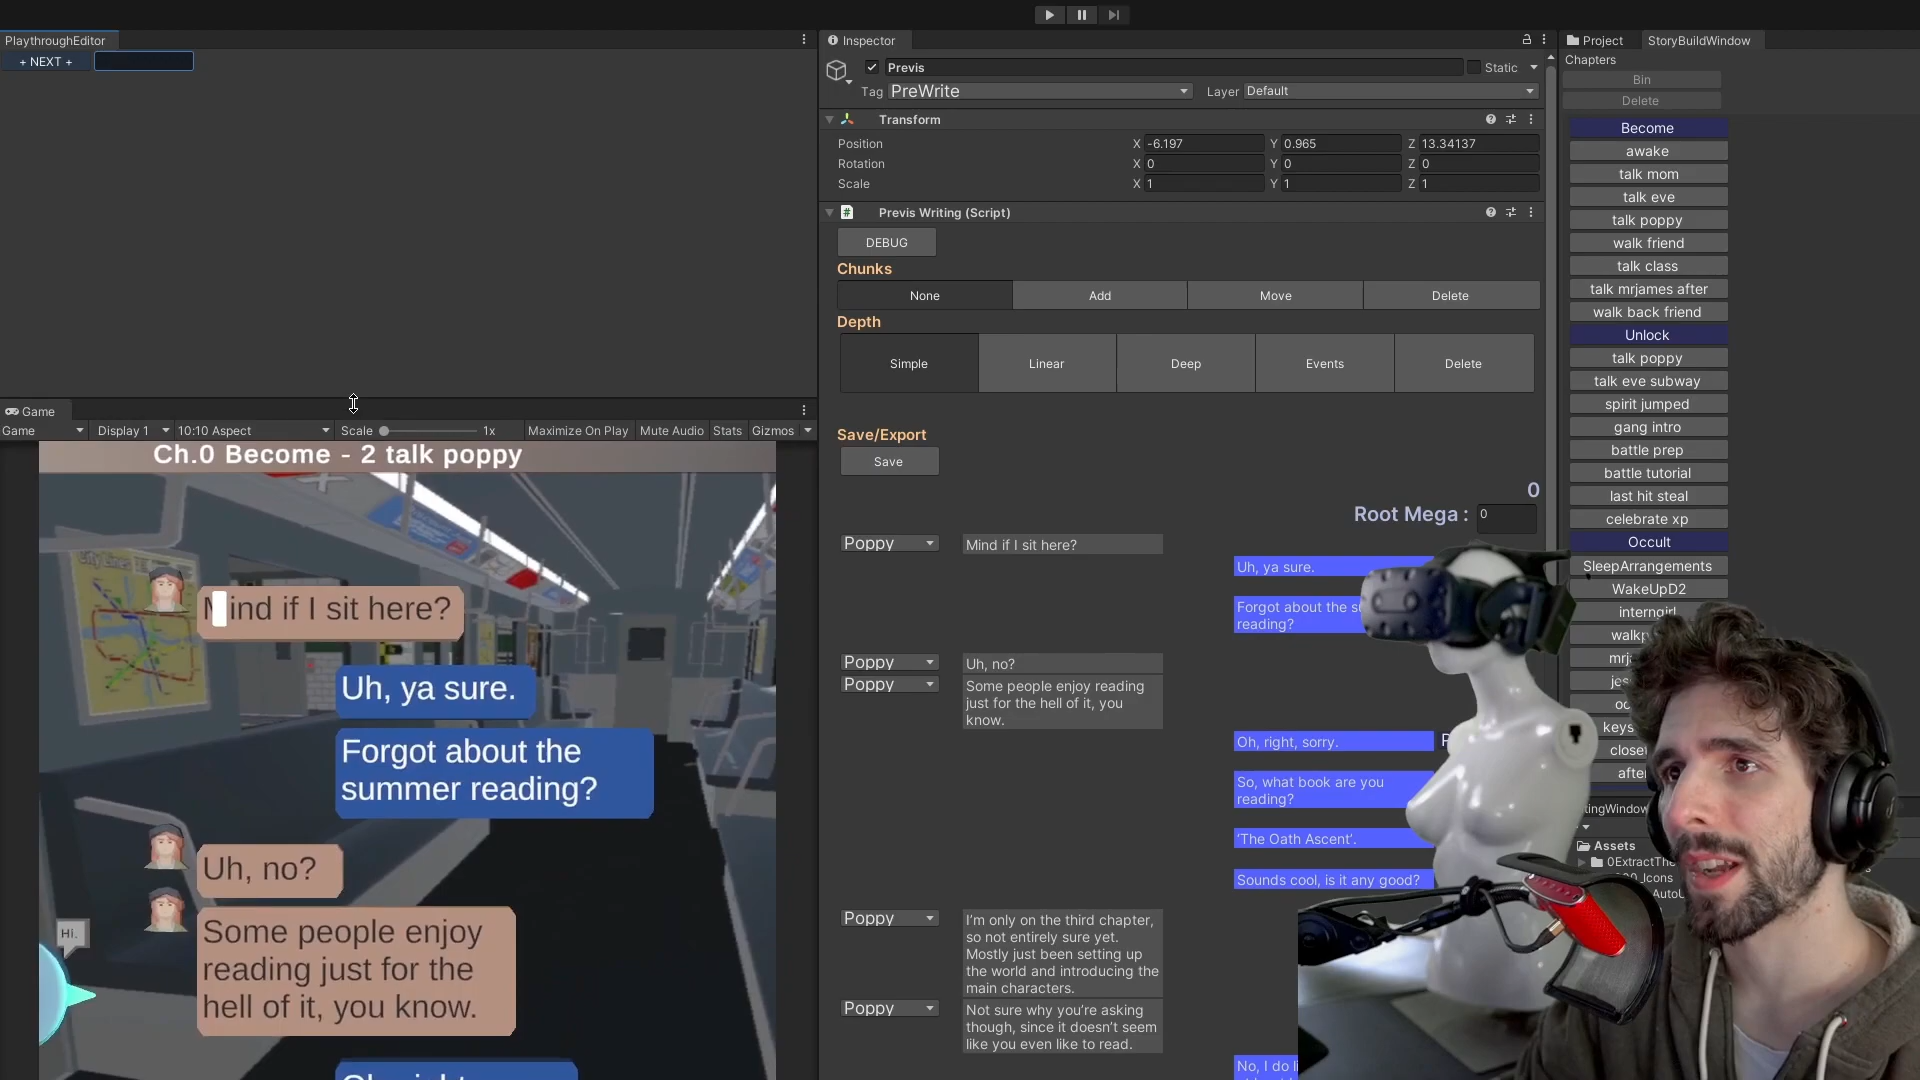 PlaythroughEditor
+ NEXT +
Game
Game
Display 1
10:10 Aspect
Scale
1x
Maximize On Play
Mute Audio
Stats
Gizmos
Ch.0 Become - 2 talk poppy
Mind if I sit here?
Uh, ya sure.
Forgot about the
summer reading?
Uh, no?
Some people enjoy
reading just for the
hell of it, you know.
Hi.
Inspector
Previs
Static
Tag
PreWrite
Layer
Default
Transform
Position
X
-6.197
Y
0.965
Z
13.34137
Rotation
X
0
Y
0
Z
0
Scale
X
1
Y
1
Z
1
Previs Writing (Script)
DEBUG
Chunks
None
Add
Move
Delete
Depth
Simple
Linear
Deep
Events
Delete
Save/Export
Save
0
Root Mega :
0
Poppy
Mind if I sit here?
Uh, ya sure.
Forgot about the
reading?
Poppy
Uh, no?
Poppy
Some people enjoy reading
just for the hell of it, you
know.
Oh, right, sorry.
So, what book are you
reading?
'The Oath Ascent'.
Sounds cool, is it any good?
Poppy
I'm only on the third chapter,
so not entirely sure yet.
Mostly just been setting up
the world and introducing the
main characters.
Poppy
Not sure why you're asking
though, since it doesn't seem
like you even like to read.
No, I do
Project
StoryBuildWindow
Chapters
Bin
Delete
Become
awake
talk mom
talk eve
talk poppy
walk friend
talk class
talk mrjames after
walk back friend
Unlock
talk poppy
talk eve subway
spirit jumped
gang intro
battle prep
battle tutorial
last hit steal
celebrate xp
Occult
SleepArrangements
WakeUpD2
interngirl
keys
closet
Assets
Icons